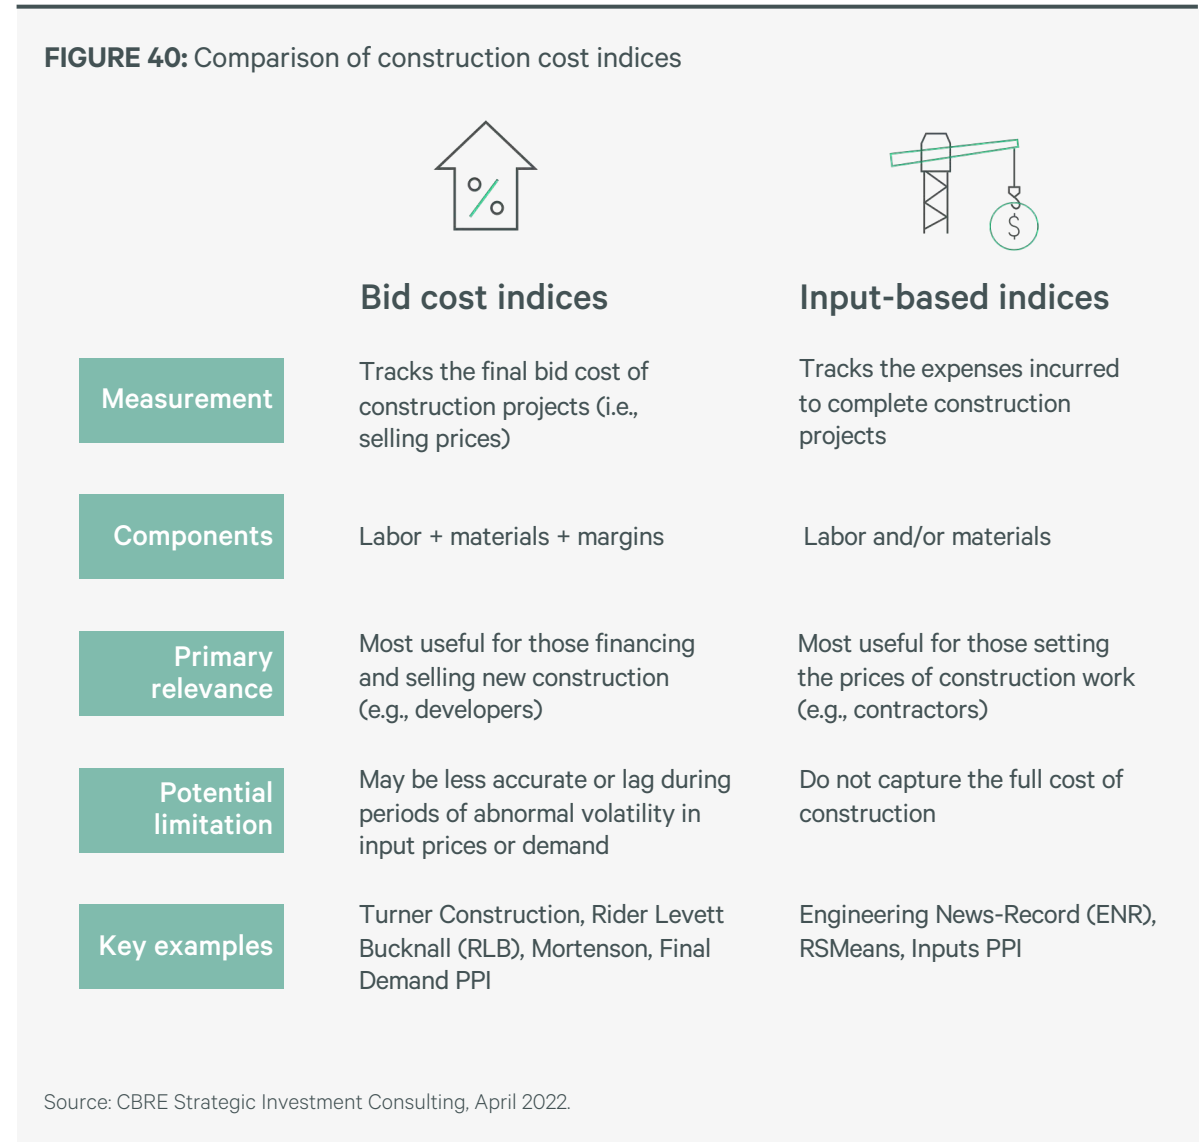 FIGURE 40: Comparison of construction cost indices
%
$
Bid cost indices
Input-based indices
Measurement
Tracks the final bid cost of
construction projects (i.e.,
selling prices)
Tracks the expenses incurred
to complete construction
projects
Components
Labor + materials + margins
Labor and/or materials
Primary
relevance
Most useful for those financing
and selling new construction
(e.g., developers)
Most useful for those setting
the prices of construction work
(e.g., contractors)
Potential
limitation
May be less accurate or lag during
periods of abnormal volatility in
input prices or demand
Do not capture the full cost of
construction
Key examples
Turner Construction, Rider Levett
Bucknall (RLB), Mortenson, Final
Demand PPI
Engineering News-Record (ENR),
RSMeans, Inputs PPI
Source: CBRE Strategic Investment Consulting, April 2022.